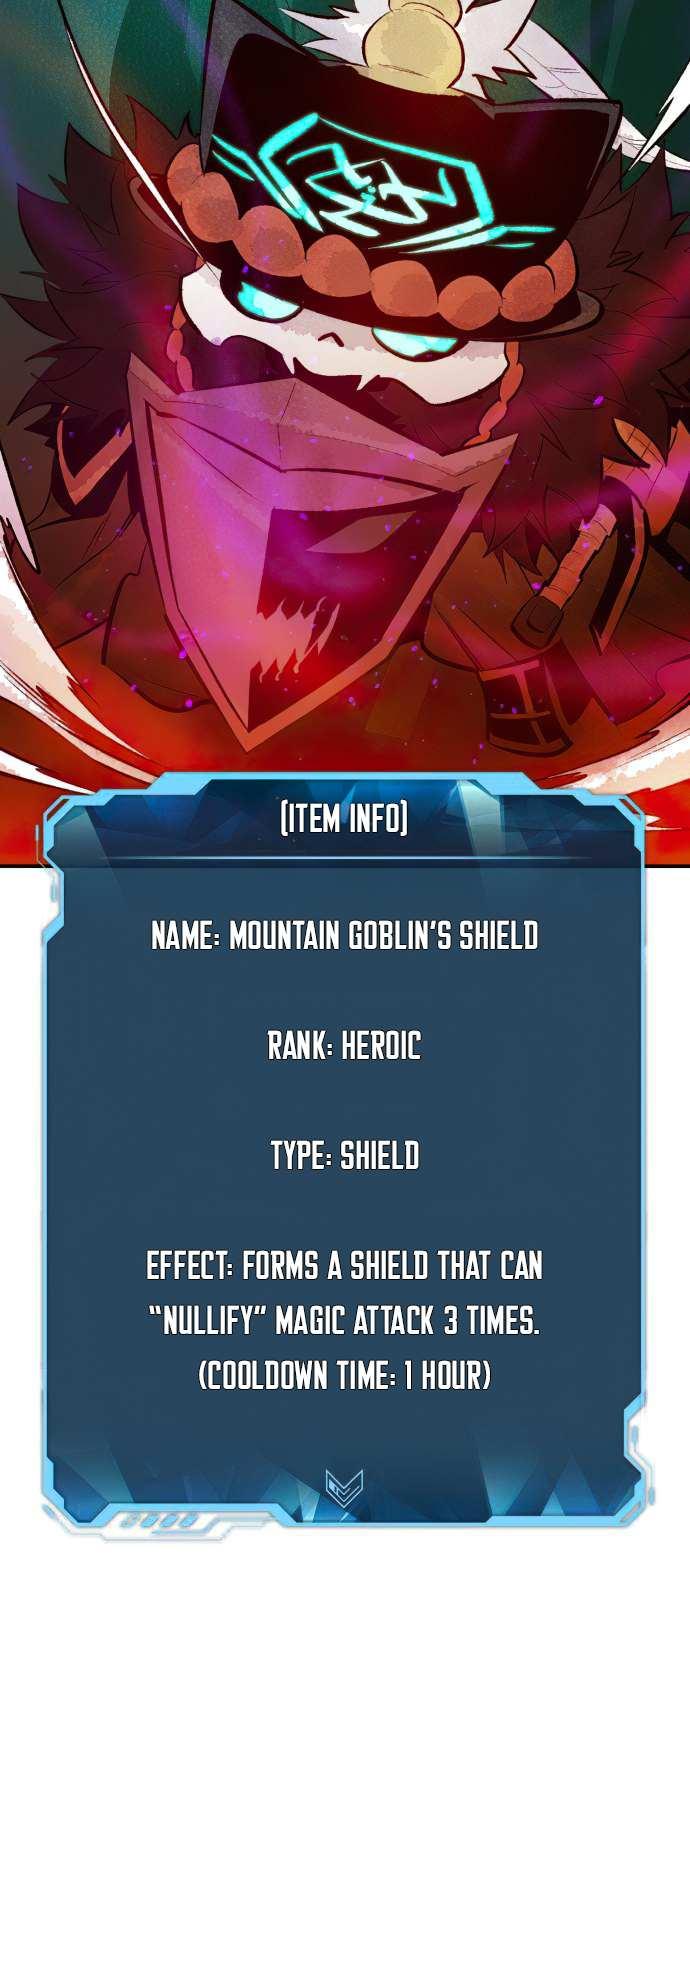 [ITEM INFO]
NAME: MOUNTAIN GOBLIN'S SHIELD
RANK: HEROIC
TYPE: SHIELD
EFFECT: FORMS A SHIELD THAT CAN
"NULLIFY" MAGIC ATTACK 3 TIMES.
(COOLDOWN TIME: 1 HOUR)